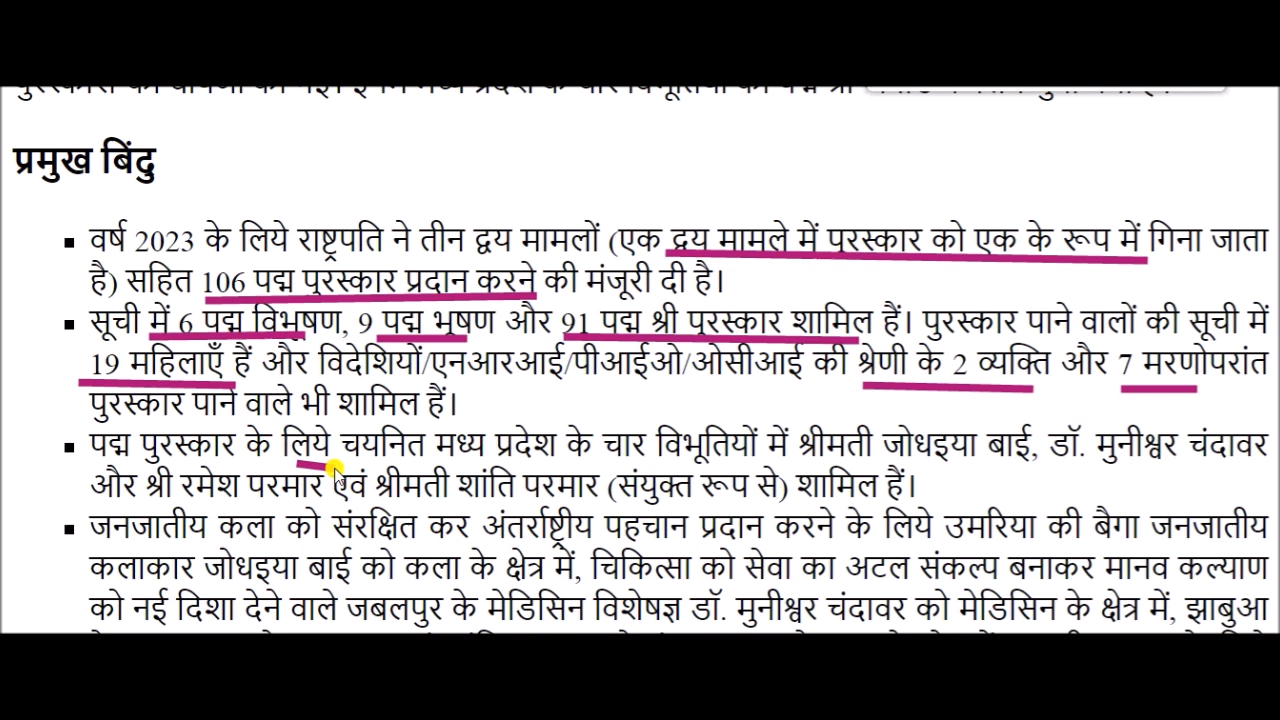 प्रमुख बिंदु
वर्ष 2023 के लिये राष्ट्रपति ने तीन द्वय मामलों (एक द्वय मामले में पुरस्कार को एक के रूप में गिना जाता
है) सहित 106 पद्म पुरस्कार प्रदान करने की मंजूरी दी है।
सूची में 6 पद्म विभूषण, 9 पद्म भूषण और 91 पद्म श्री पुरस्कार शामिल हैं। पुरस्कार पाने वालों की सूची में
19 महिलाएँ हैं और विदेशियों/एनआरआई/पीआईओ/ओसीआई की श्रेणी के 2 व्यक्ति और 7 मरणोपरांत
पुरस्कार पाने वाले भी शामिल हैं।
पद्म पुरस्कार के लिये चयनित मध्य प्रदेश के चार विभूतियों में श्रीमती जोधइया बाई, डॉ. मुनीश्वर चंदावर
और श्री रमेश परमार एवं श्रीमती शांति परमार (संयुक्त रूप से) शामिल हैं।
जनजातीय कला को संरक्षित कर अंतर्राष्ट्रीय पहचान प्रदान करने के लिये उमरिया की बैगा जनजातीय
कलाकार जोधइया बाई को कला के क्षेत्र में, चिकित्सा को सेवा का अटल संकल्प बनाकर मानव कल्याण
को नई दिशा देने वाले जबलपुर के मेडिसिन विशेषज्ञ डॉ. मुनीश्वर चंदावर को मेडिसिन के क्षेत्र में, झाबुआ